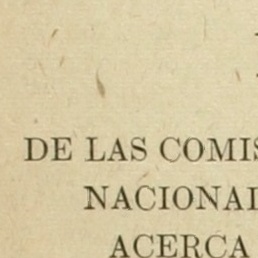 DE LAS COMIS
NACIONAL
ACERCA